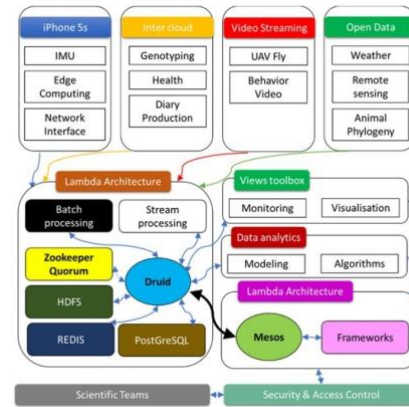 iPhone 5s
Inter cloud
Video Streaming
Open Data
IMU
Edge
Computing
Network
Interface
Genotyping
Health
Diary
Production
UAV Fly
Behavior
Video
Weather
Remote
sensing
Animal
Phylogeny
Lambda Architecture
Batch
processing
Stream
processing
Zookeeper
Quorum
Druid
HDFS
REDIS
PostGreSQL
Views toolbox
Monitoring
Visualisation
Data analytics
Modeling
Algorithms
Lambda Architecture
Mesos
Frameworks
Scientific Teams
Security & Access Control